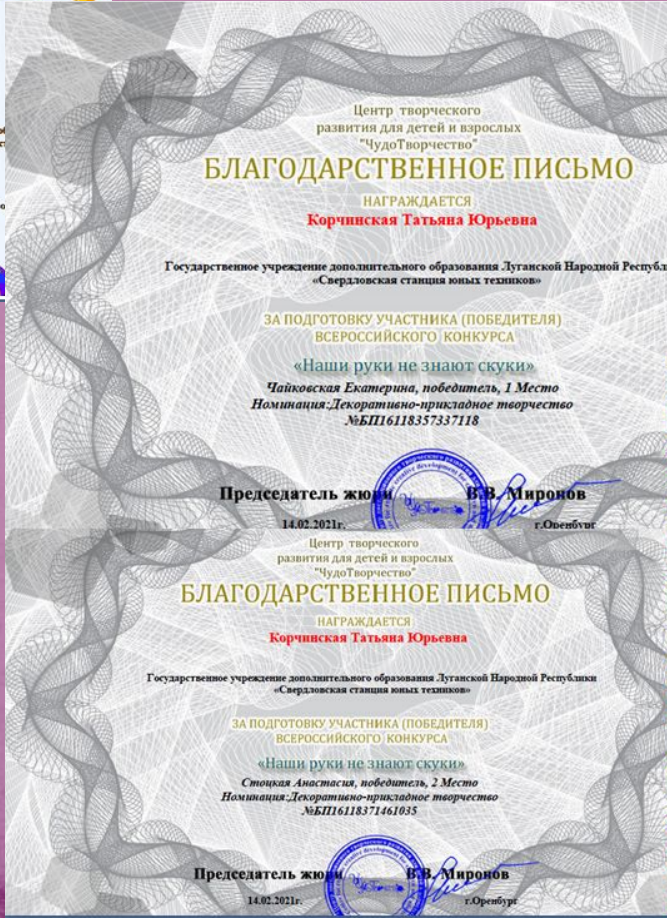 Центр творческого
развития для детей и взрослых
"ЧудоТворчество"
БЛАГОДАРСТВЕННОЕ ПИСЬМО
НАГРАЖДАЕТСЯ
Корчинская Татьяна Юрьевна
Государственное учреждение дополнительного образования Луганской Народной Республи
«Свердловская станция юных техников»
ЗА ПОДГОТОВКУ УЧАСТНИКА (ПОБЕДИТЕЛЯ)
ВСЕРОССИЙСКОГО КОНКУРСА
«Наши руки не знают скуки»
Чайковская Екатерина, победитель, 1 Место
Номинация:Декоративно-прикладное творчество
№БП16118357337118
Председатель жюри В.В. Миронов
14.02.2021г. г.Оренбург
Центр творческого
развития для детей и взрослых
"ЧудоТворчество"
БЛАГОДАРСТВЕННОЕ ПИСЬМО
НАГРАЖДАЕТСЯ
Корчинская Татьяна Юрьевна
Государственное учреждение дополнительного образования Луганской Народной Республики
«Свердловская станция юных техников»
ЗА ПОДГОТОВКУ УЧАСТНИКА (ПОБЕДИТЕЛЯ)
ВСЕРОССИЙСКОГО КОНКУРСА
«Наши руки не знают скуки»
Стоцкая Анастасия, победитель, 2 Место
Номинация:Декоративно-прикладное творчество
№БП16118371461035
Председатель жюри В.В. Миронов
14.02.2021г. г.Оренбург